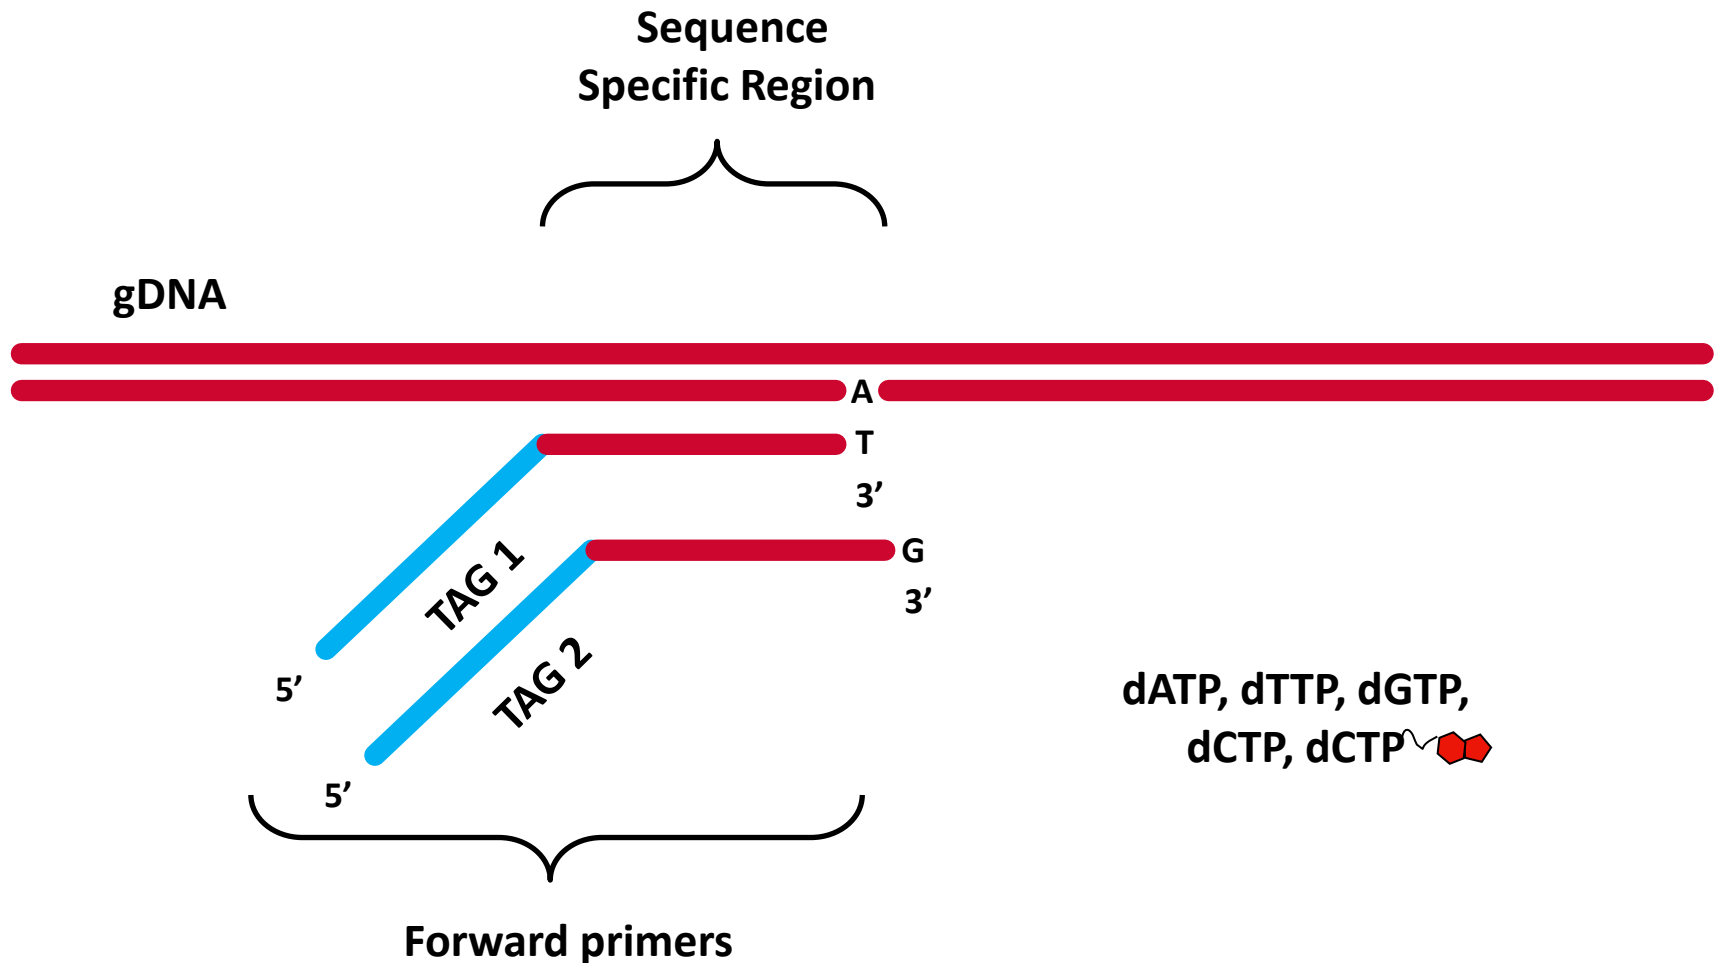 Sequence
Specific Region
gDNA
A
T
3’
G
3’
TAG 1
TAG 2
5’
5’
dATP, dTTP, dGTP,
dCTP, dCTP
Forward primers